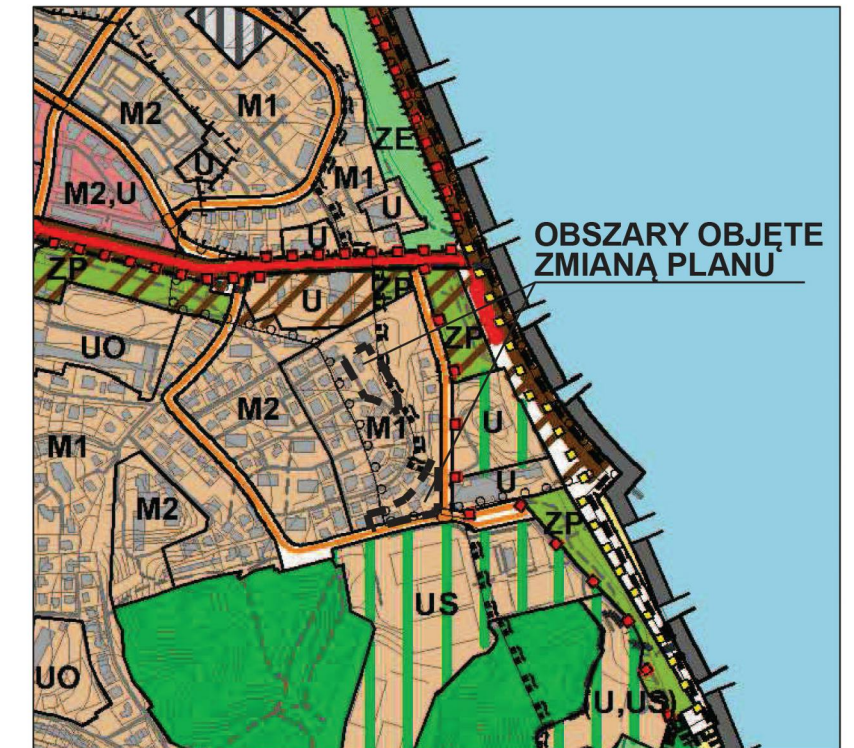 M2
M1
ZE
U
M1
M2,U
U
U
OBSZARY OBJĘTE
ZMIANĄ PLANU
ZP
ZP
U
ZP
UO
M2
M1
U
M1
U
M2
ZP
US
UO
(U,US)